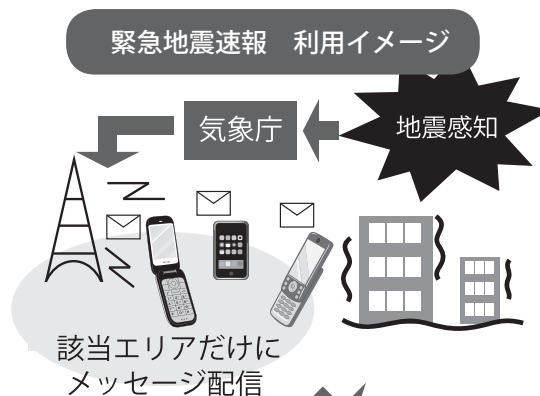 緊急地震速報　利用イメージ
気象庁
地震感知
該当エリアだけに
メッセージ配信